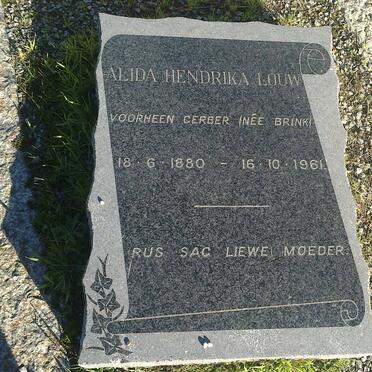 ALIDA HENDRIKA LOUW
VOORHEEN GERBER (NÉE BRINK)
18·6·1880 – 16·10·1961.
RUS SAG LIEWE MOEDER.